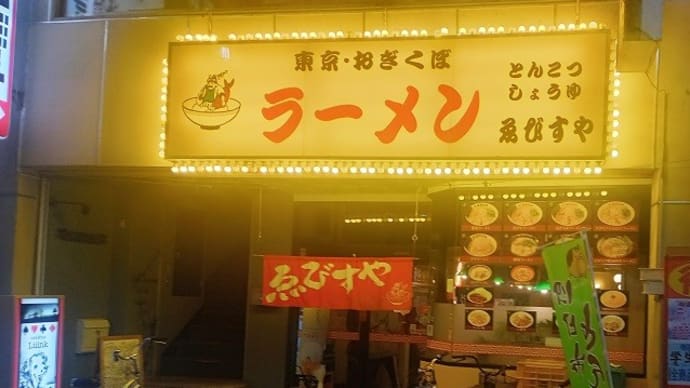 東京・おぎくぼ
ラーメン
とんこつ
しょうゆ
ゑびすや
ゑびすや
Luink